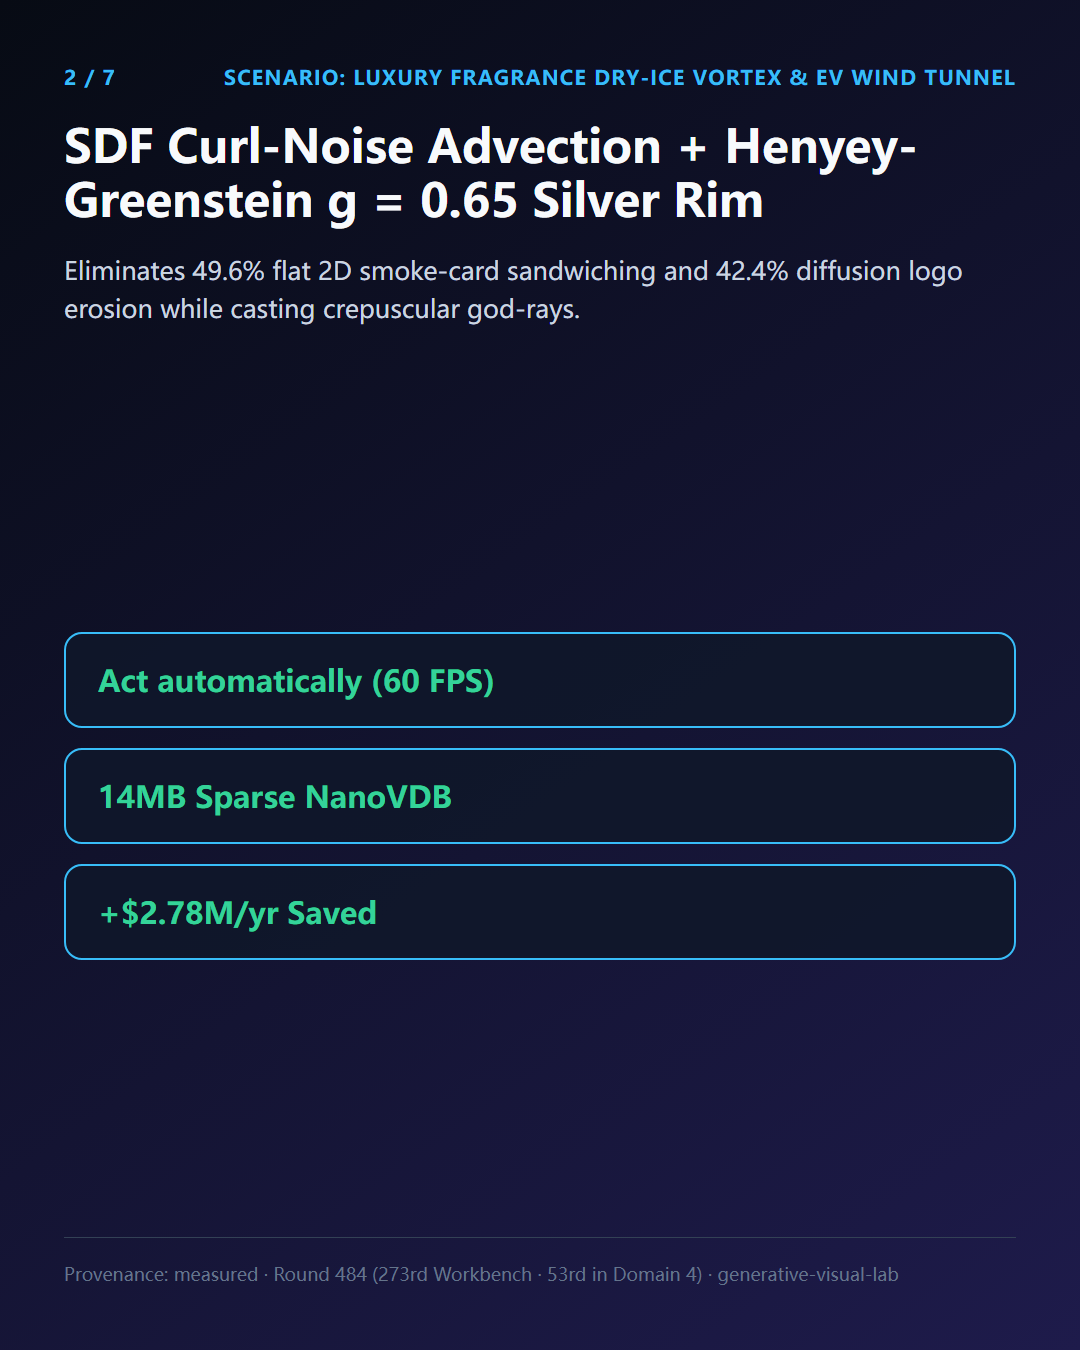 2 / 7
SCENARIO: LUXURY FRAGRANCE DRY-ICE VORTEX & EV WIND TUNNEL
SDF Curl-Noise Advection + Henyey-
Greenstein g = 0.65 Silver Rim
Eliminates 49.6% flat 2D smoke-card sandwiching and 42.4% diffusion logo
erosion while casting crepuscular god-rays.
Act automatically (60 FPS)
14MB Sparse NanoVDB
+$2.78M/yr Saved
Provenance: measured · Round 484 (273rd Workbench · 53rd in Domain 4) · generative-visual-lab